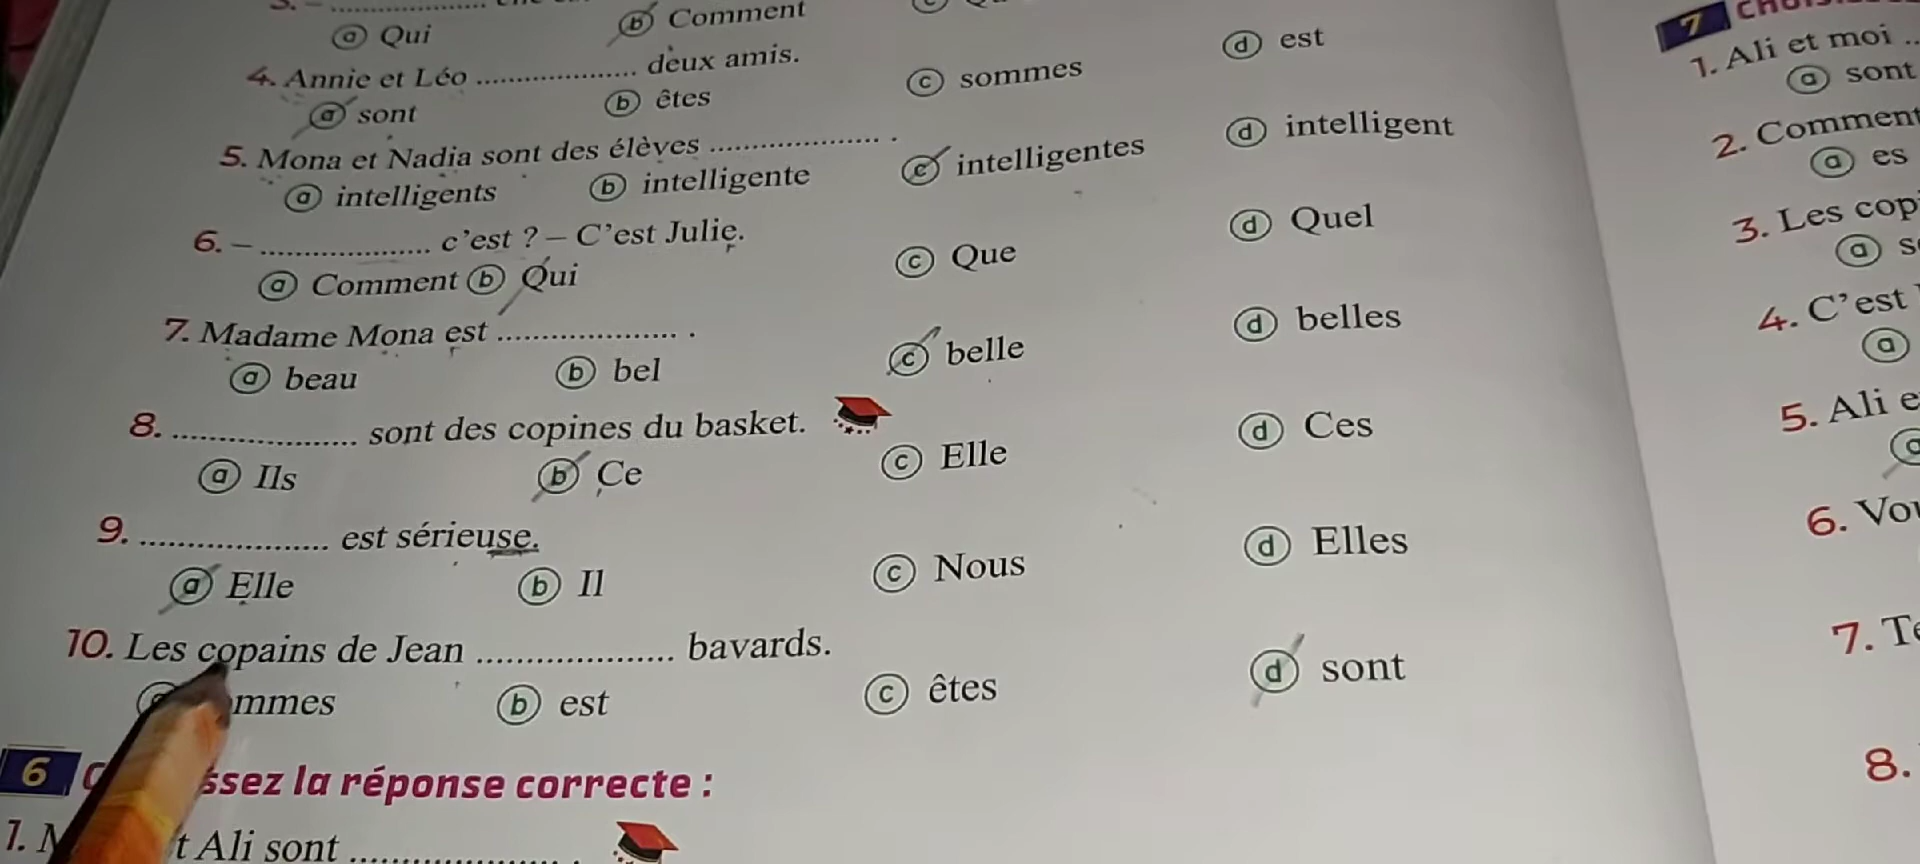 3. –
ⓐ Qui ⓑ Comment
4. Annie et Léo .................... deux amis.
ⓐ sont ⓑ êtes ⓒ sommes ⓓ est
5. Mona et Nadia sont des élèves .................... .
ⓐ intelligents ⓑ intelligente ⓒ intelligentes ⓓ intelligent
6. – .................... c'est ? – C'est Julie.
ⓐ Comment ⓑ Qui ⓒ Que ⓓ Quel
7. Madame Mona est .................... .
ⓐ beau ⓑ bel ⓒ belle ⓓ belles
8. .................... sont des copines du basket.
ⓐ Ils ⓑ Ce ⓒ Elle ⓓ Ces
9. .................... est sérieuse.
ⓐ Elle ⓑ Il ⓒ Nous ⓓ Elles
10. Les copains de Jean .................... bavards.
mmes ⓑ est ⓒ êtes ⓓ sont
6 ssez la réponse correcte :
1. t Ali sont .................... .
7
1. Ali et moi
ⓐ sont
2. Comment
ⓐ es
3. Les cop
ⓐ s
4. C'est
ⓐ
5. Ali e
6. Vo
7. T
8.